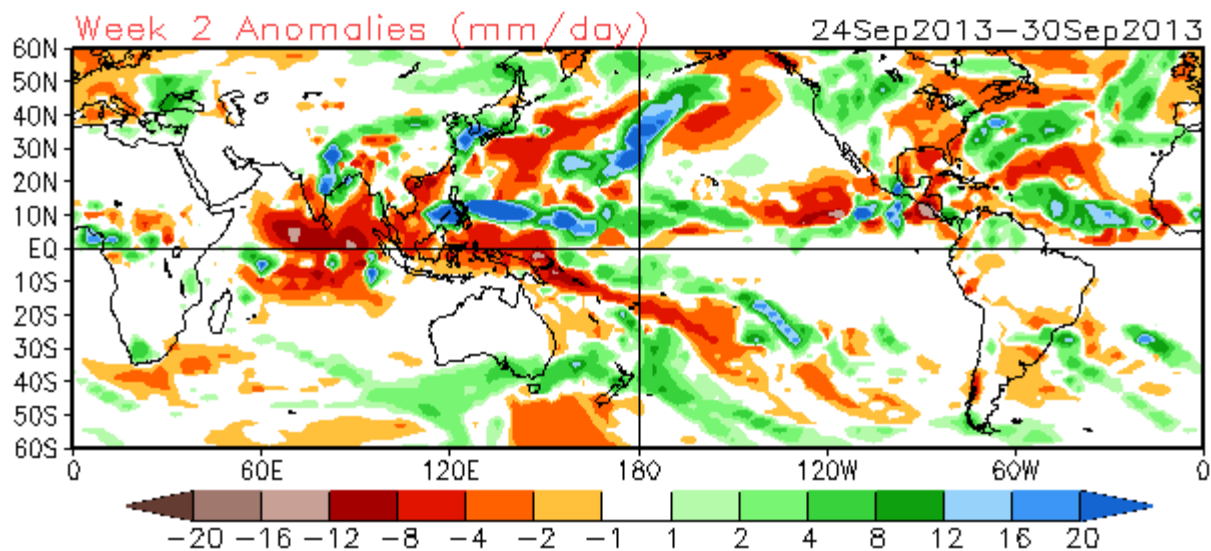 Week 2 Anomalies (mm/day) 24Sep2013–30Sep2013
60N
50N
40N
30N
20N
10N
EQ
10S
20S
30S
40S
50S
60S
0 60E 120E 180 120W 60W 0
−20 −16 −12 −8 −4 −2 −1 1 2 4 8 12 16 20